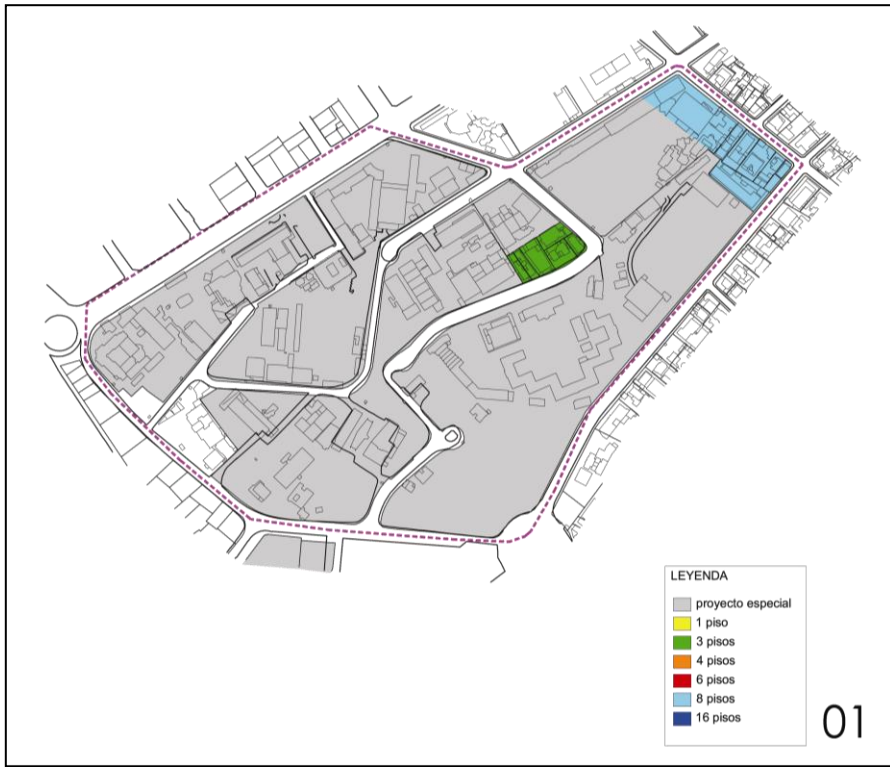 LEYENDA
proyecto especial
1 piso
3 pisos
4 pisos
6 pisos
8 pisos
16 pisos
01